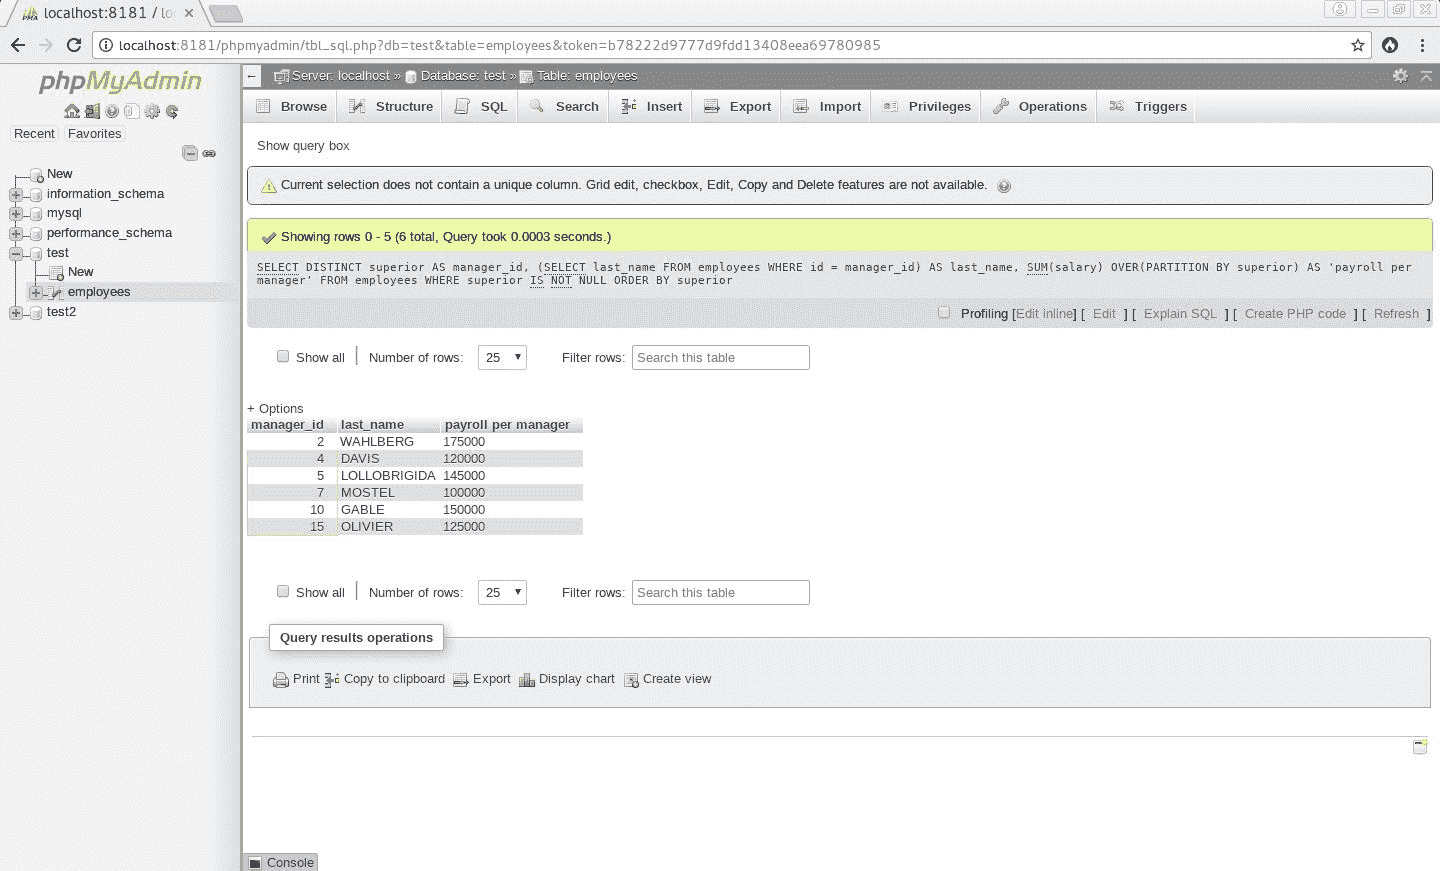 localhost:8181 / lo
localhost:8181/phpmyadmin/tbl_sql.php?db=test&table=employees&token=b78222d9777d9fdd13408eea69780985
phpMyAdmin
Recent Favorites
New
information_schema
mysql
performance_schema
test
New
employees
test2
Server: localhost » Database: test » Table: employees
Browse Structure SQL Search Insert Export Import Privileges Operations Triggers
Show query box
Current selection does not contain a unique column. Grid edit, checkbox, Edit, Copy and Delete features are not available.
Showing rows 0 - 5 (6 total, Query took 0.0003 seconds.)
SELECT DISTINCT superior AS manager_id, (SELECT last_name FROM employees WHERE id = manager_id) AS last_name, SUM(salary) OVER(PARTITION BY superior) AS 'payroll per
manager' FROM employees WHERE superior IS NOT NULL ORDER BY superior
Profiling [Edit inline] [ Edit ] [ Explain SQL ] [ Create PHP code ] [ Refresh ]
Show all | Number of rows: 25 Filter rows: Search this table
+ Options
manager_id last_name payroll per manager
2 WAHLBERG 175000
4 DAVIS 120000
5 LOLLOBRIGIDA 145000
7 MOSTEL 100000
10 GABLE 150000
15 OLIVIER 125000
Show all | Number of rows: 25 Filter rows: Search this table
Query results operations
Print Copy to clipboard Export Display chart Create view
Console